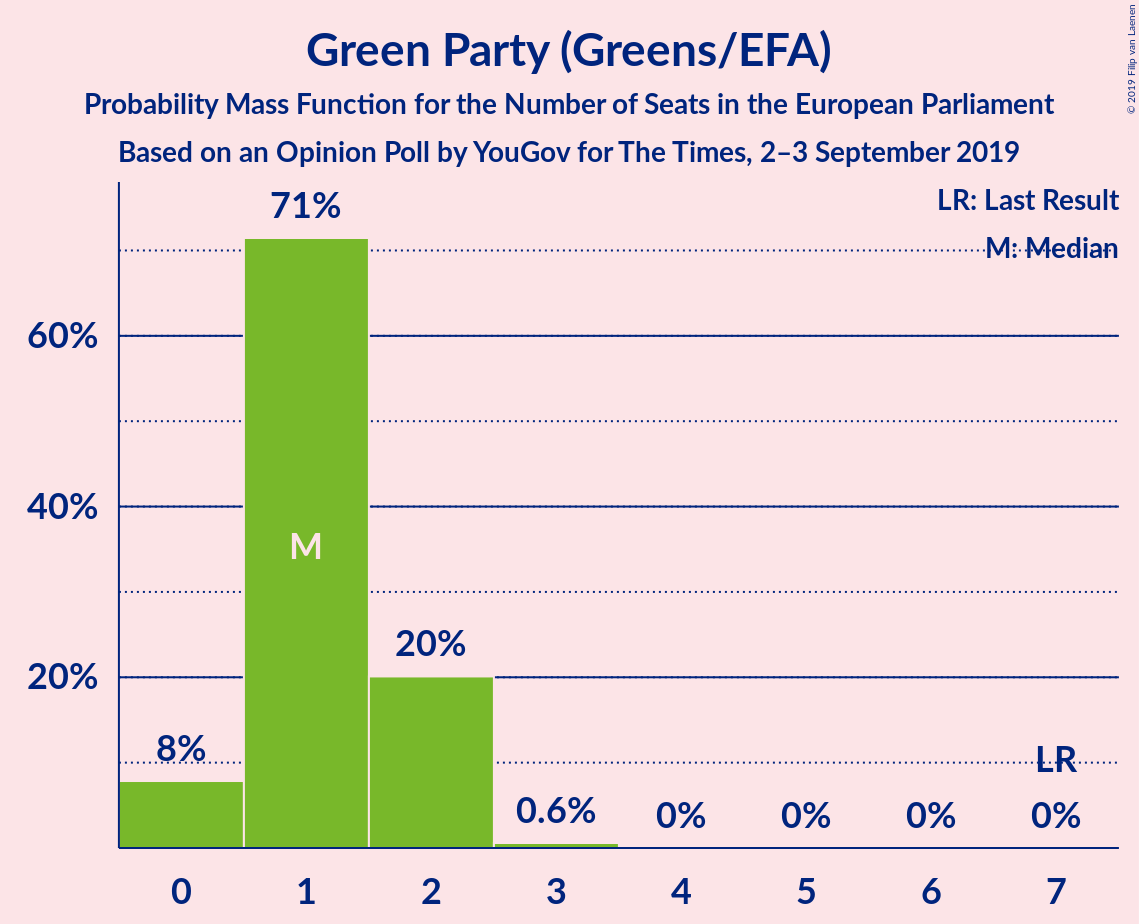 Green Party (Greens/EFA)
Probability Mass Function for the Number of Seats in the European Parliament
Based on an Opinion Poll by YouGov for The Times, 2–3 September 2019
© 2019 Filip van Laenen
LR: Last Result
M: Median
71%
60%
40%
M
20%
20%
8%
LR
0.6%
0%
0%
0%
0%
0
1
2
3
4
5
6
7